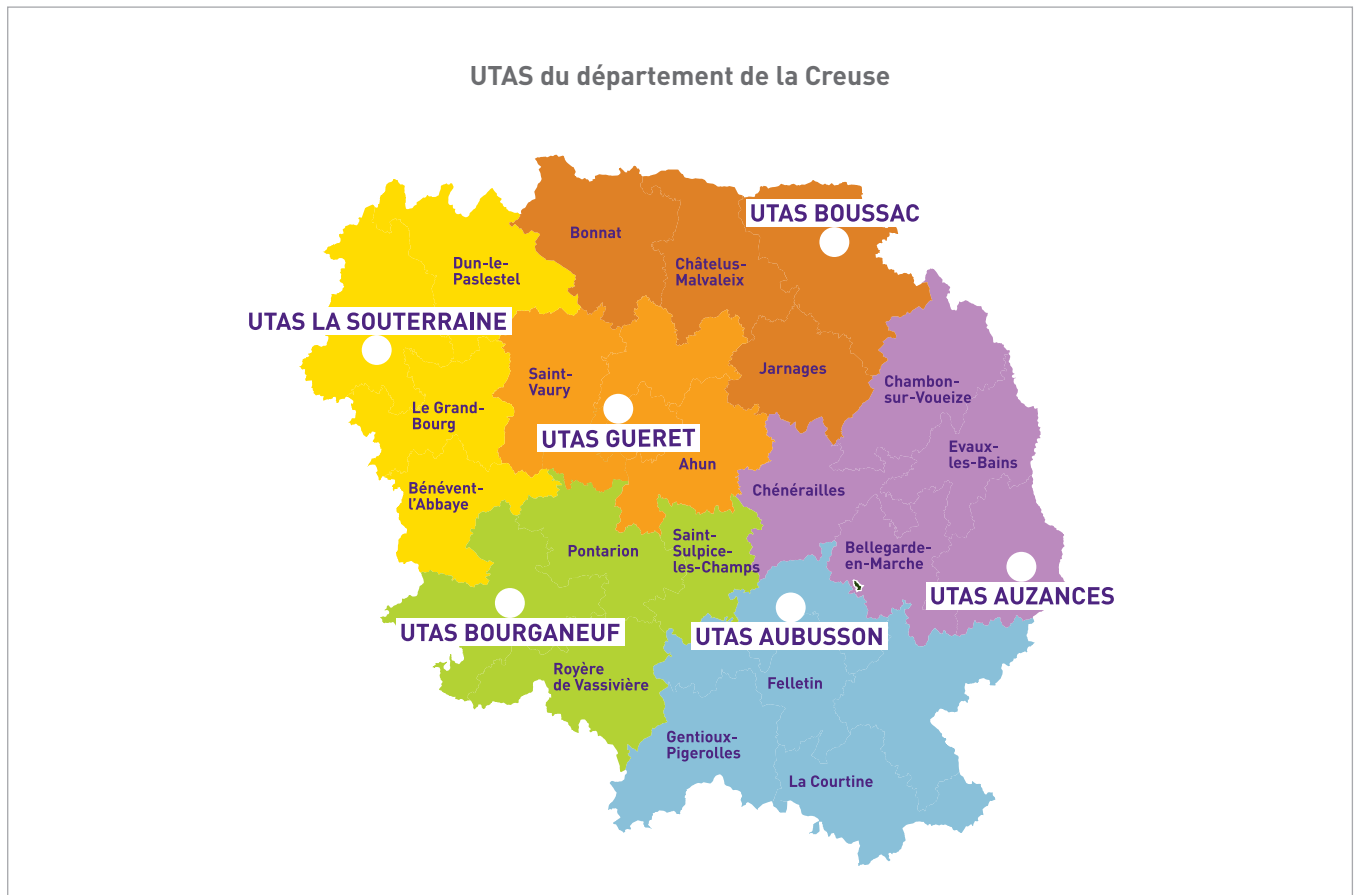 UTAS du département de la Creuse
UTAS BOUSSAC
Bonnat
Dun-le-
Paslestel
Châtelus-
Malvaleix
UTAS LA SOUTERRAINE
Jarnages
Saint-
Vaury
Chambon-
sur-Voueize
Le Grand-
Bourg
UTAS GUERET
Evaux-
les-Bains
Ahun
Chénérailles
Bénévent-
l'Abbaye
Saint-
Sulpice-
les-Champs
Pontarion
Bellegarde-
en-Marche
UTAS AUZANCES
UTAS BOURGANEUF
UTAS AUBUSSON
Royère
de Vassivière
Felletin
Gentioux-
Pigerolles
La Courtine